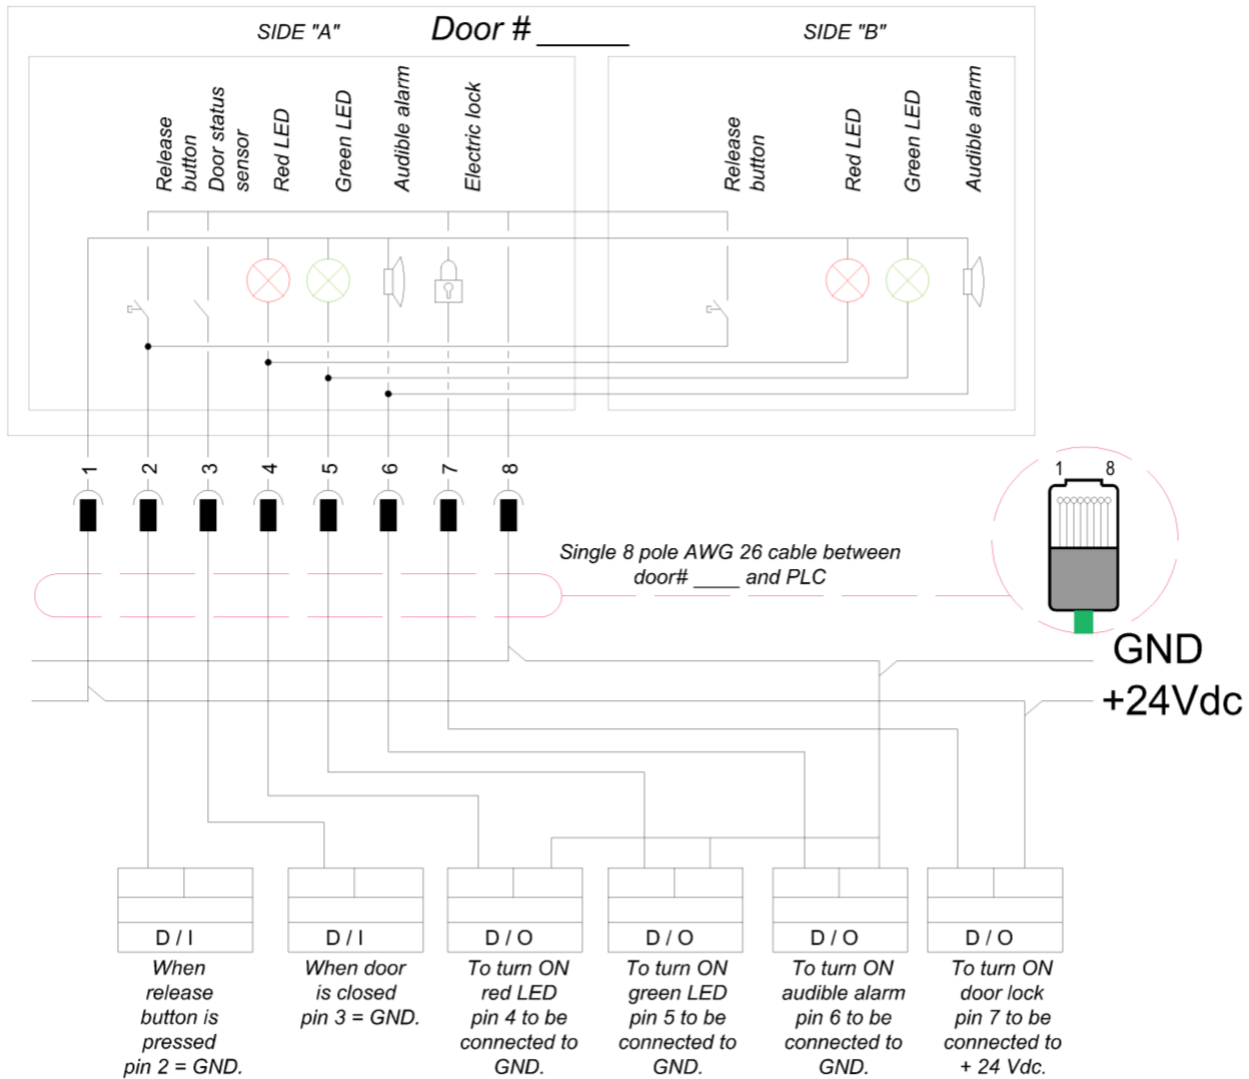 SIDE "A"
Door # _____
SIDE "B"
Release
button
Door status
sensor
Red LED
Green LED
Audible alarm
Electric lock
Release
button
Red LED
Green LED
Audible alarm
1
2
3
4
5
6
7
8
1
8
Single 8 pole AWG 26 cable between
door# ____ and PLC
GND
+24Vdc
D / I
D / I
D / O
D / O
D / O
D / O
When
release
button is
pressed
pin 2 = GND.
When door
is closed
pin 3 = GND.
To turn ON
red LED
pin 4 to be
connected to
GND.
To turn ON
green LED
pin 5 to be
connected to
GND.
To turn ON
audible alarm
pin 6 to be
connected to
GND.
To turn ON
door lock
pin 7 to be
connected to
+ 24 Vdc.